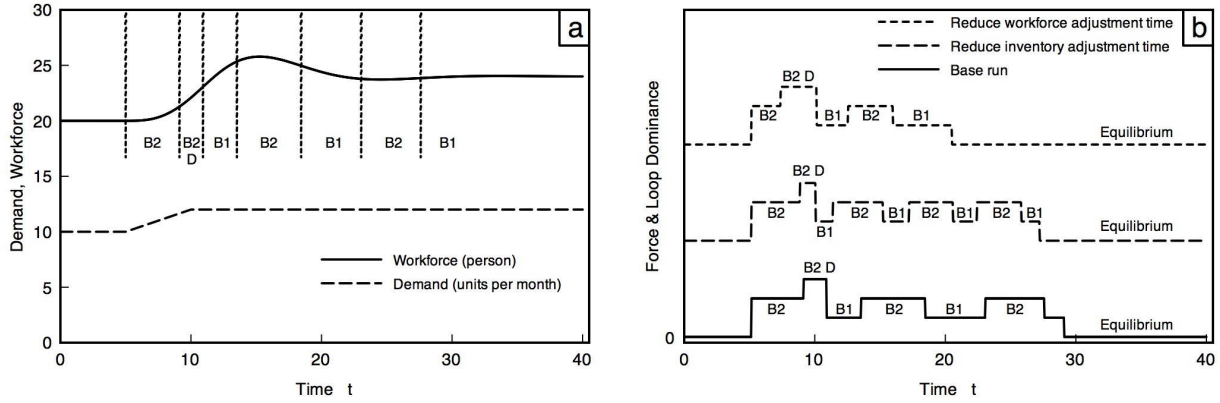 30
25
20
15
10
5
0
Demand, Workforce
a
B2
B2
D
B1
B2
B1
B2
B1
Workforce (person)
Demand (units per month)
0 10 20 30 40
Time t
b
Reduce workforce adjustment time
Reduce inventory adjustment time
Base run
Force & Loop Dominance
B2 D
B2 B1 B2 B1
Equilibrium
B2 D
B2 B1 B2 B1 B2 B1 B2 B1
Equilibrium
B2 D
B2 B1 B2 B1 B2
Equilibrium
0
0 10 20 30 40
Time t